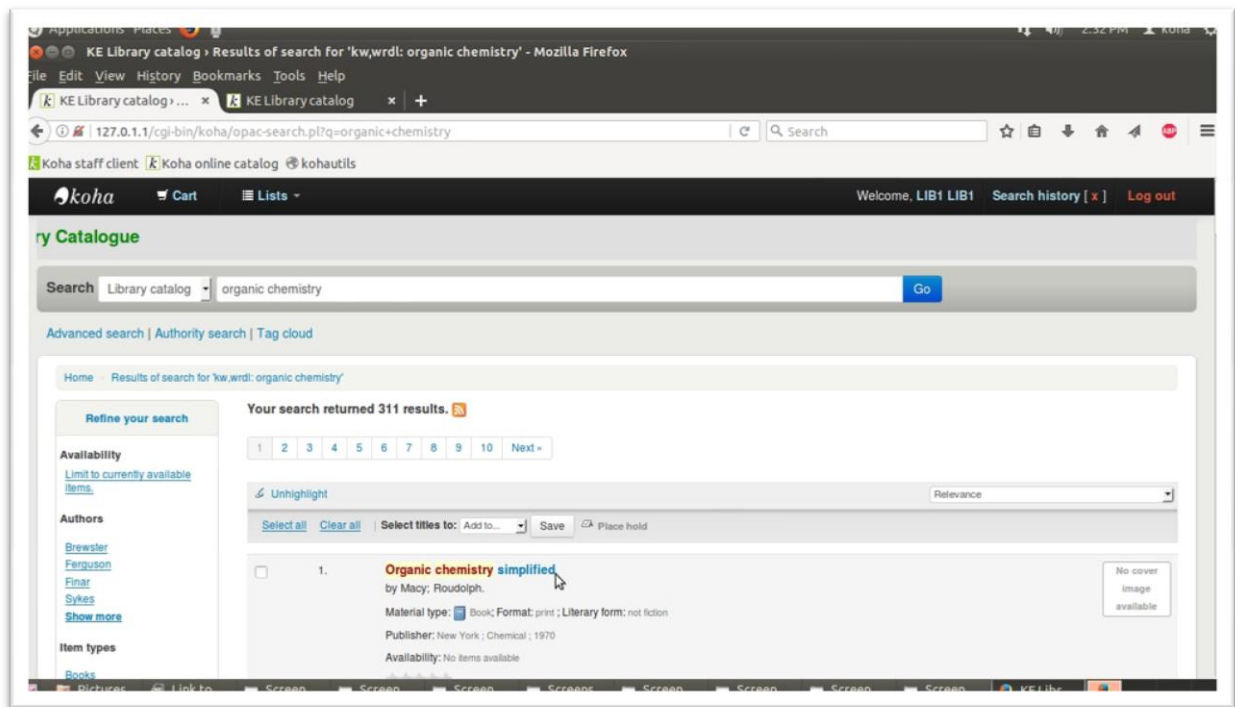 Applications Places
2:32 PM
KE Library catalog › Results of search for 'kw,wrdl: organic chemistry' - Mozilla Firefox
File Edit View History Bookmarks Tools Help
KE Library catalog › ... × KE Library catalog × +
127.0.1.1/cgi-bin/koha/opac-search.pl?q=organic+chemistry Search ABP
Koha staff client Koha online catalog kohautils
koha Cart Lists Welcome, LIB1 LIB1 Search history [ x ] Log out
ry Catalogue
Search Library catalog organic chemistry Go
Advanced search | Authority search | Tag cloud
Home Results of search for 'kw,wrdl: organic chemistry'
Refine your search
Availability
Limit to currently available
items.
Authors
Brewster
Ferguson
Finar
Sykes
Show more
Item types
Books
Your search returned 311 results.
1 2 3 4 5 6 7 8 9 10 Next »
Unhighlight Relevance
Select all Clear all | Select titles to: Add to... Save Place hold
1. Organic chemistry simplified
by Macy; Roudolph.
Material type: Book; Format: print ; Literary form: not fiction
Publisher: New York ; Chemical ; 1970
Availability: No items available
No cover
image
available
Pictures Link to Screen Screen Screen Screens Screen Screen Screen Screen KE Libr